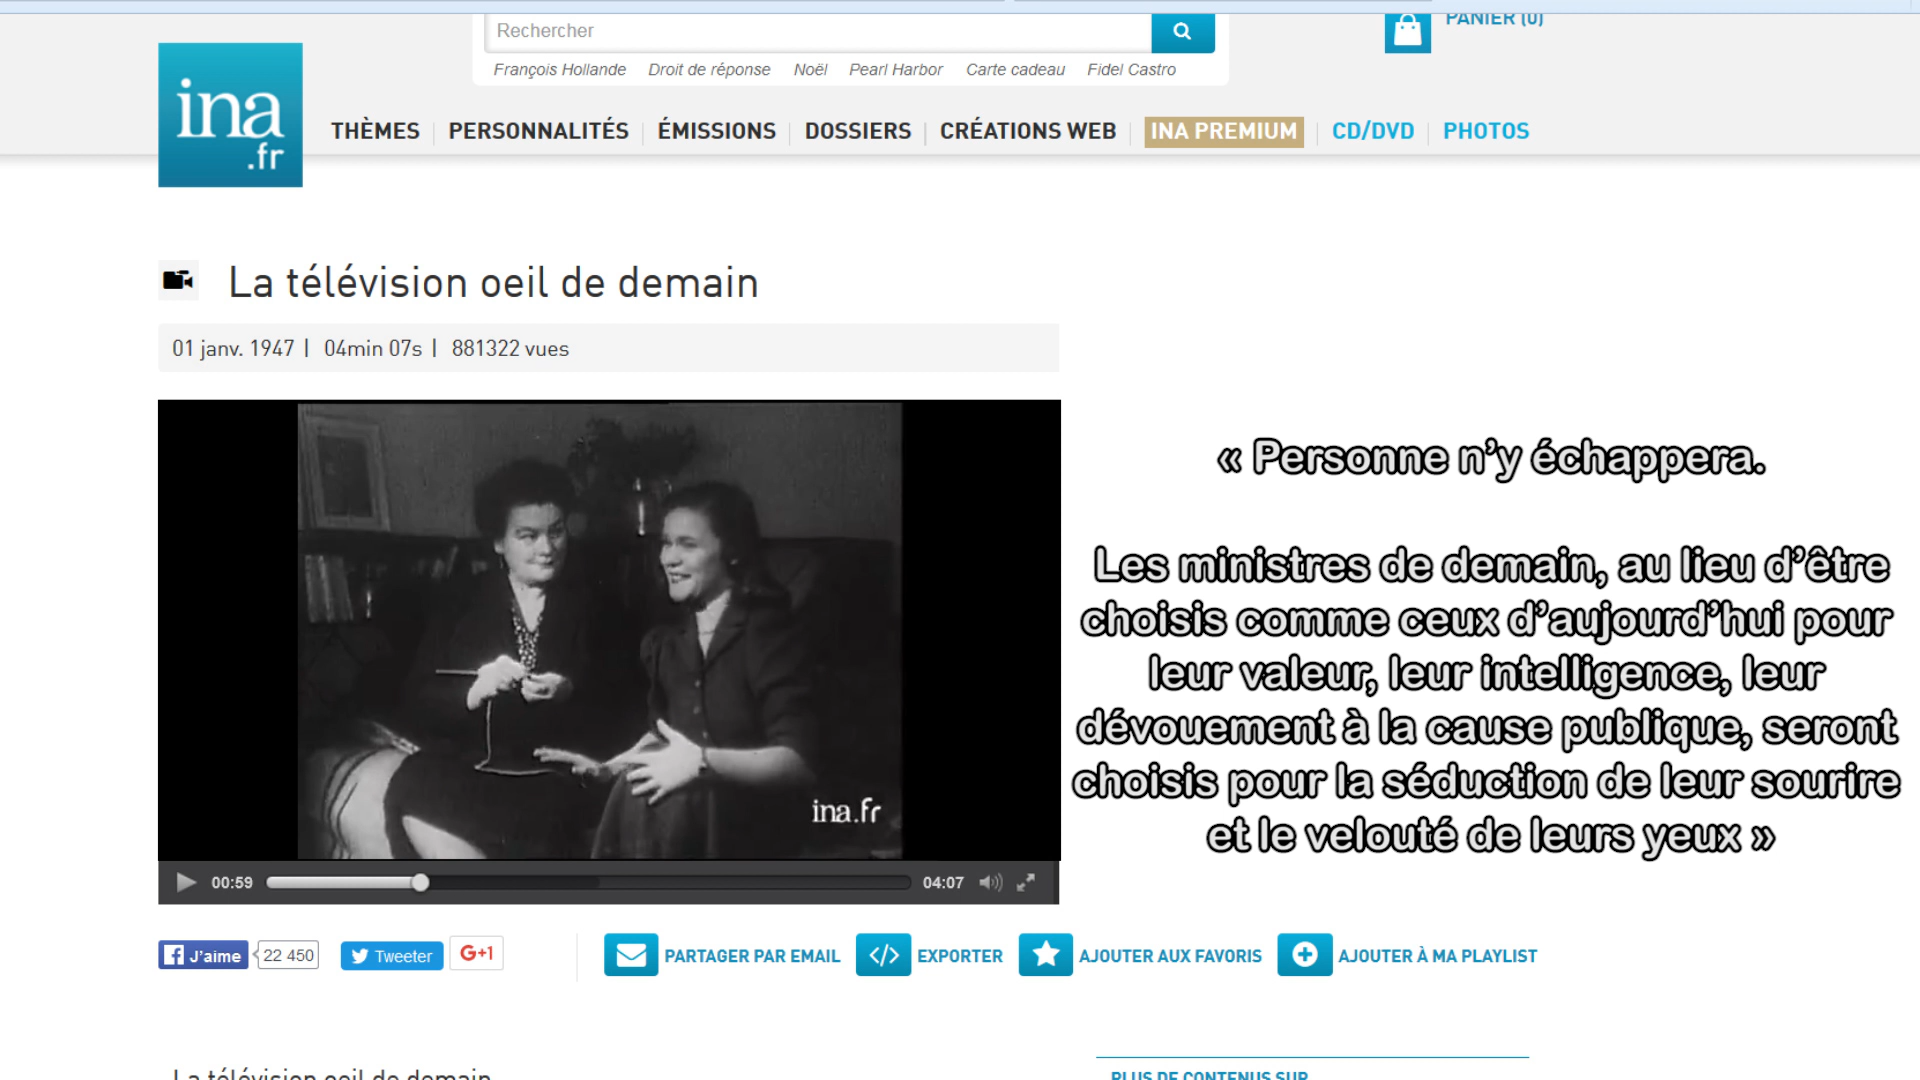 Rechercher
PANIER (0)
François Hollande Droit de réponse Noël Pearl Harbor Carte cadeau Fidel Castro
ina
.fr
THÈMES PERSONNALITÉS ÉMISSIONS DOSSIERS CRÉATIONS WEB INA PREMIUM CD/DVD PHOTOS
La télévision oeil de demain
01 janv. 1947 | 04min 07s | 881322 vues
« Personne n’y échappera.
Les ministres de demain, au lieu d’être
choisis comme ceux d’aujourd’hui pour
leur valeur, leur intelligence, leur
dévouement à la cause publique, seront
choisis pour la séduction de leur sourire
et le velouté de leurs yeux »
ina.fr
00:59 04:07
J’aime 22 450 Tweeter G+1 PARTAGER PAR EMAIL EXPORTER AJOUTER AUX FAVORIS AJOUTER À MA PLAYLIST
La télévision oeil de demain
PLUS DE CONTENUS SUR